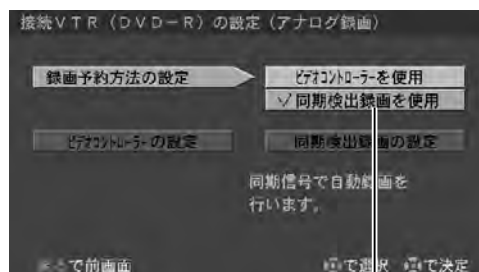 接続VTR（DVD－R）の設定（アナログ録画）
録画予約方法の設定
ビデオコントローラーを使用
✓同期検出録画を使用
ビデオコントローラーの設定
同期検出録画の設定
同期信号で自動録画を
行います。
で前画面
で選択 で決定